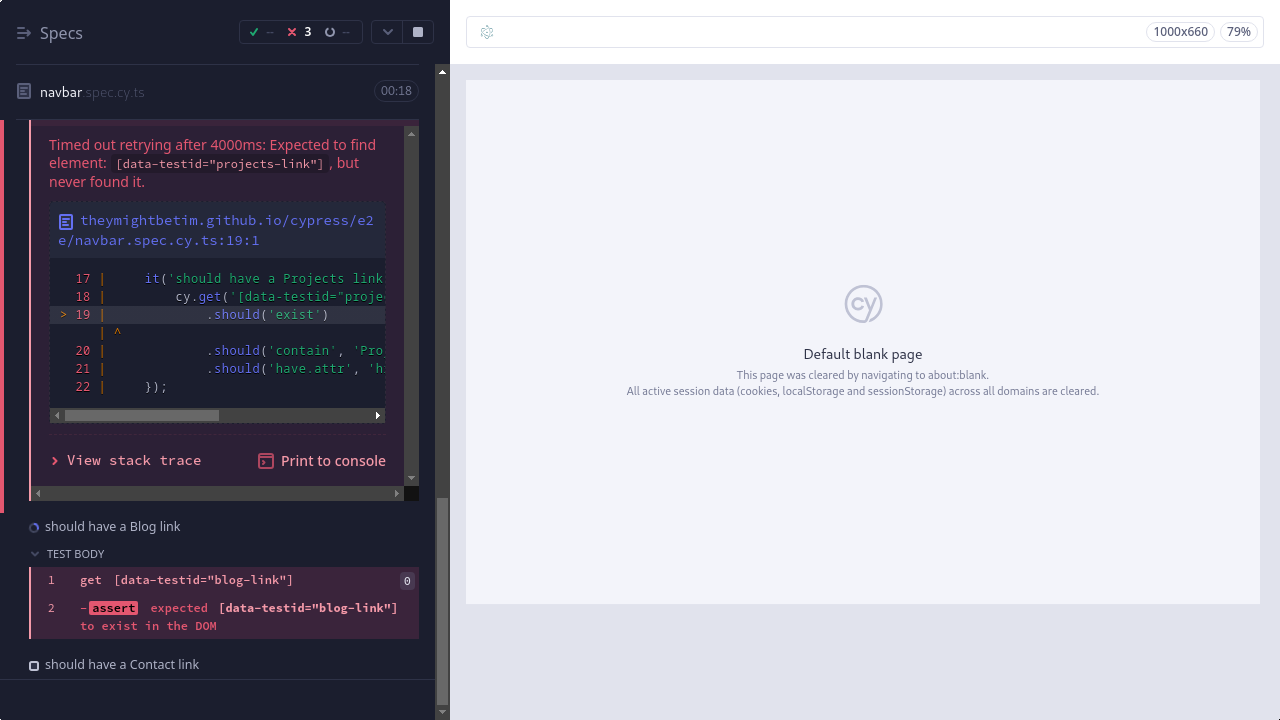 Specs
--
3
--
1000x660
79%
navbar.spec.cy.ts
00:18
Timed out retrying after 4000ms: Expected to find
element: [data-testid="projects-link"], but
never found it.
theymightbetim.github.io/cypress/e2
e/navbar.spec.cy.ts:19:1
17 |     it('should have a Projects link
18 |         cy.get('[data-testid="proje
> 19 |             .should('exist')
| ^
20 |             .should('contain', 'Pro
21 |             .should('have.attr', 'h
22 |     });
View stack trace
Print to console
should have a Blog link
TEST BODY
1 get [data-testid="blog-link"] 0
2 -assert expected [data-testid="blog-link"]
to exist in the DOM
should have a Contact link
cy
Default blank page
This page was cleared by navigating to about:blank.
All active session data (cookies, localStorage and sessionStorage) across all domains are cleared.